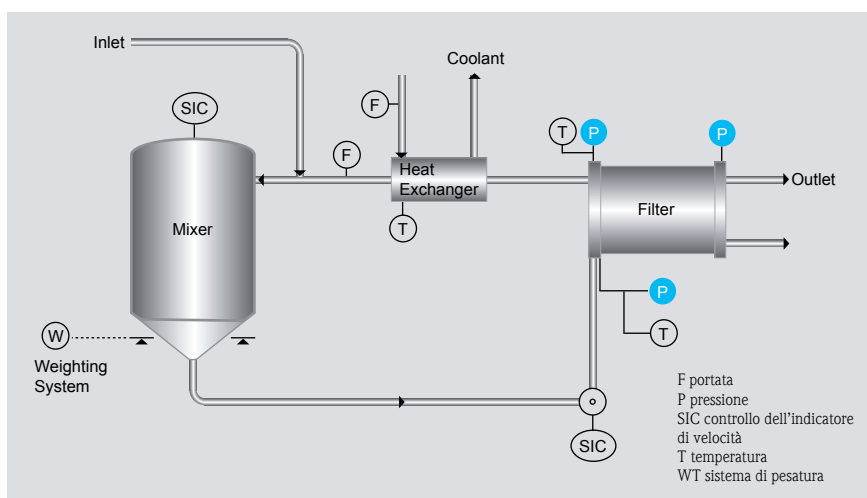 Inlet
Coolant
SIC
F
T
P
P
F
Heat
Exchanger
Outlet
Mixer
Filter
T
P
W
T
Weighting
System
SIC
F portata
P pressione
SIC controllo dell'indicatore
di velocità
T temperatura
WT sistema di pesatura